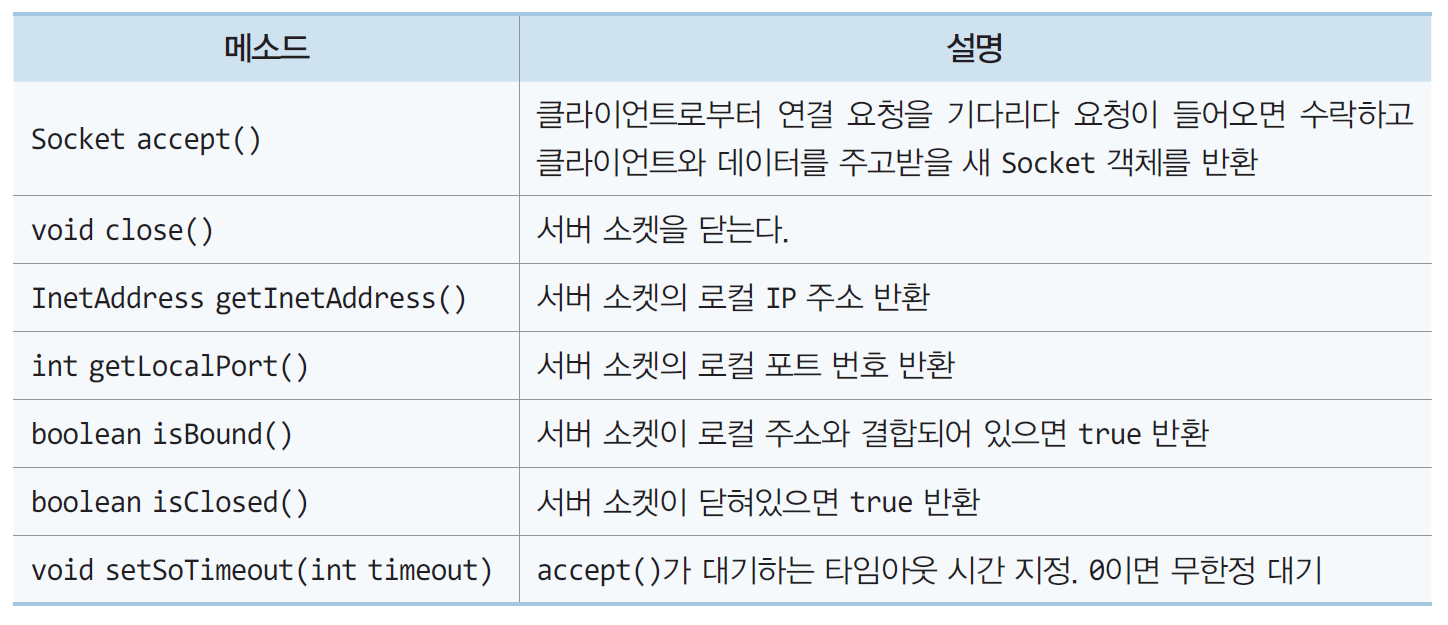 메소드 설명
Socket accept() 클라이언트로부터 연결 요청을 기다리다 요청이 들어오면 수락하고
클라이언트와 데이터를 주고받을 새 Socket 객체를 반환
void close() 서버 소켓을 닫는다.
InetAddress getInetAddress() 서버 소켓의 로컬 IP 주소 반환
int getLocalPort() 서버 소켓의 로컬 포트 번호 반환
boolean isBound() 서버 소켓이 로컬 주소와 결합되어 있으면 true 반환
boolean isClosed() 서버 소켓이 닫혀있으면 true 반환
void setSoTimeout(int timeout) accept()가 대기하는 타임아웃 시간 지정. 0이면 무한정 대기